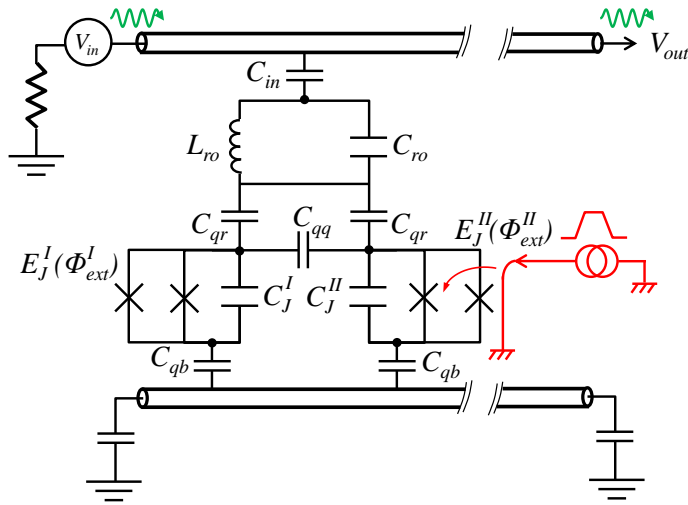 V_in
V_out
C_in
L_ro
C_ro
C_qr
C_qq
C_qr
E_J^I(Φ_ext^I)
E_J^II(Φ_ext^II)
C_J^I
C_J^II
C_qb
C_qb